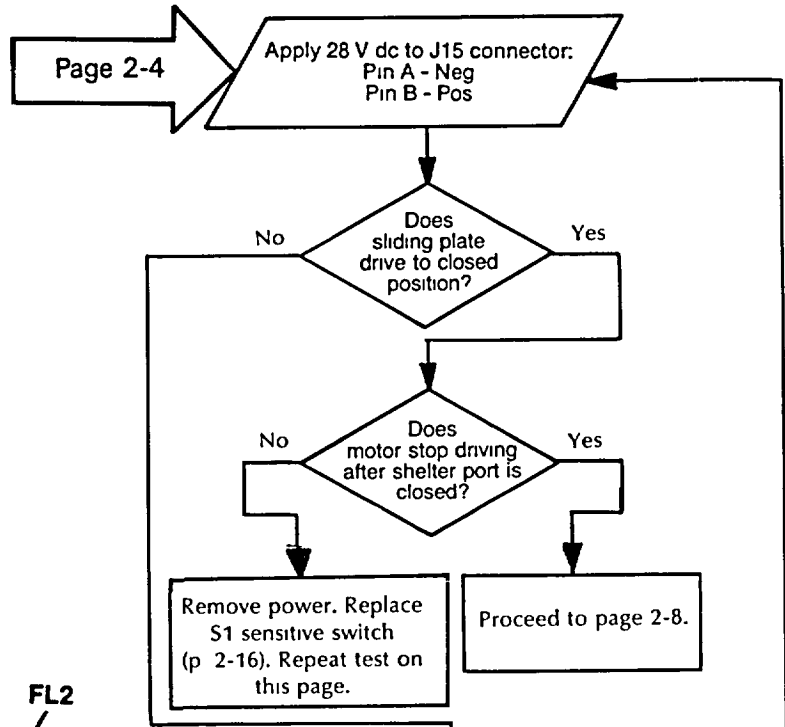 Page 2-4
Apply 28 V dc to J15 connector:
Pin A - Neg
Pin B - Pos
Does
sliding plate
drive to closed
position?
No
Yes
Does
motor stop driving
after shelter port is
closed?
No
Yes
Remove power. Replace
S1 sensitive switch
(p 2-16). Repeat test on
this page.
Proceed to page 2-8.
FL2